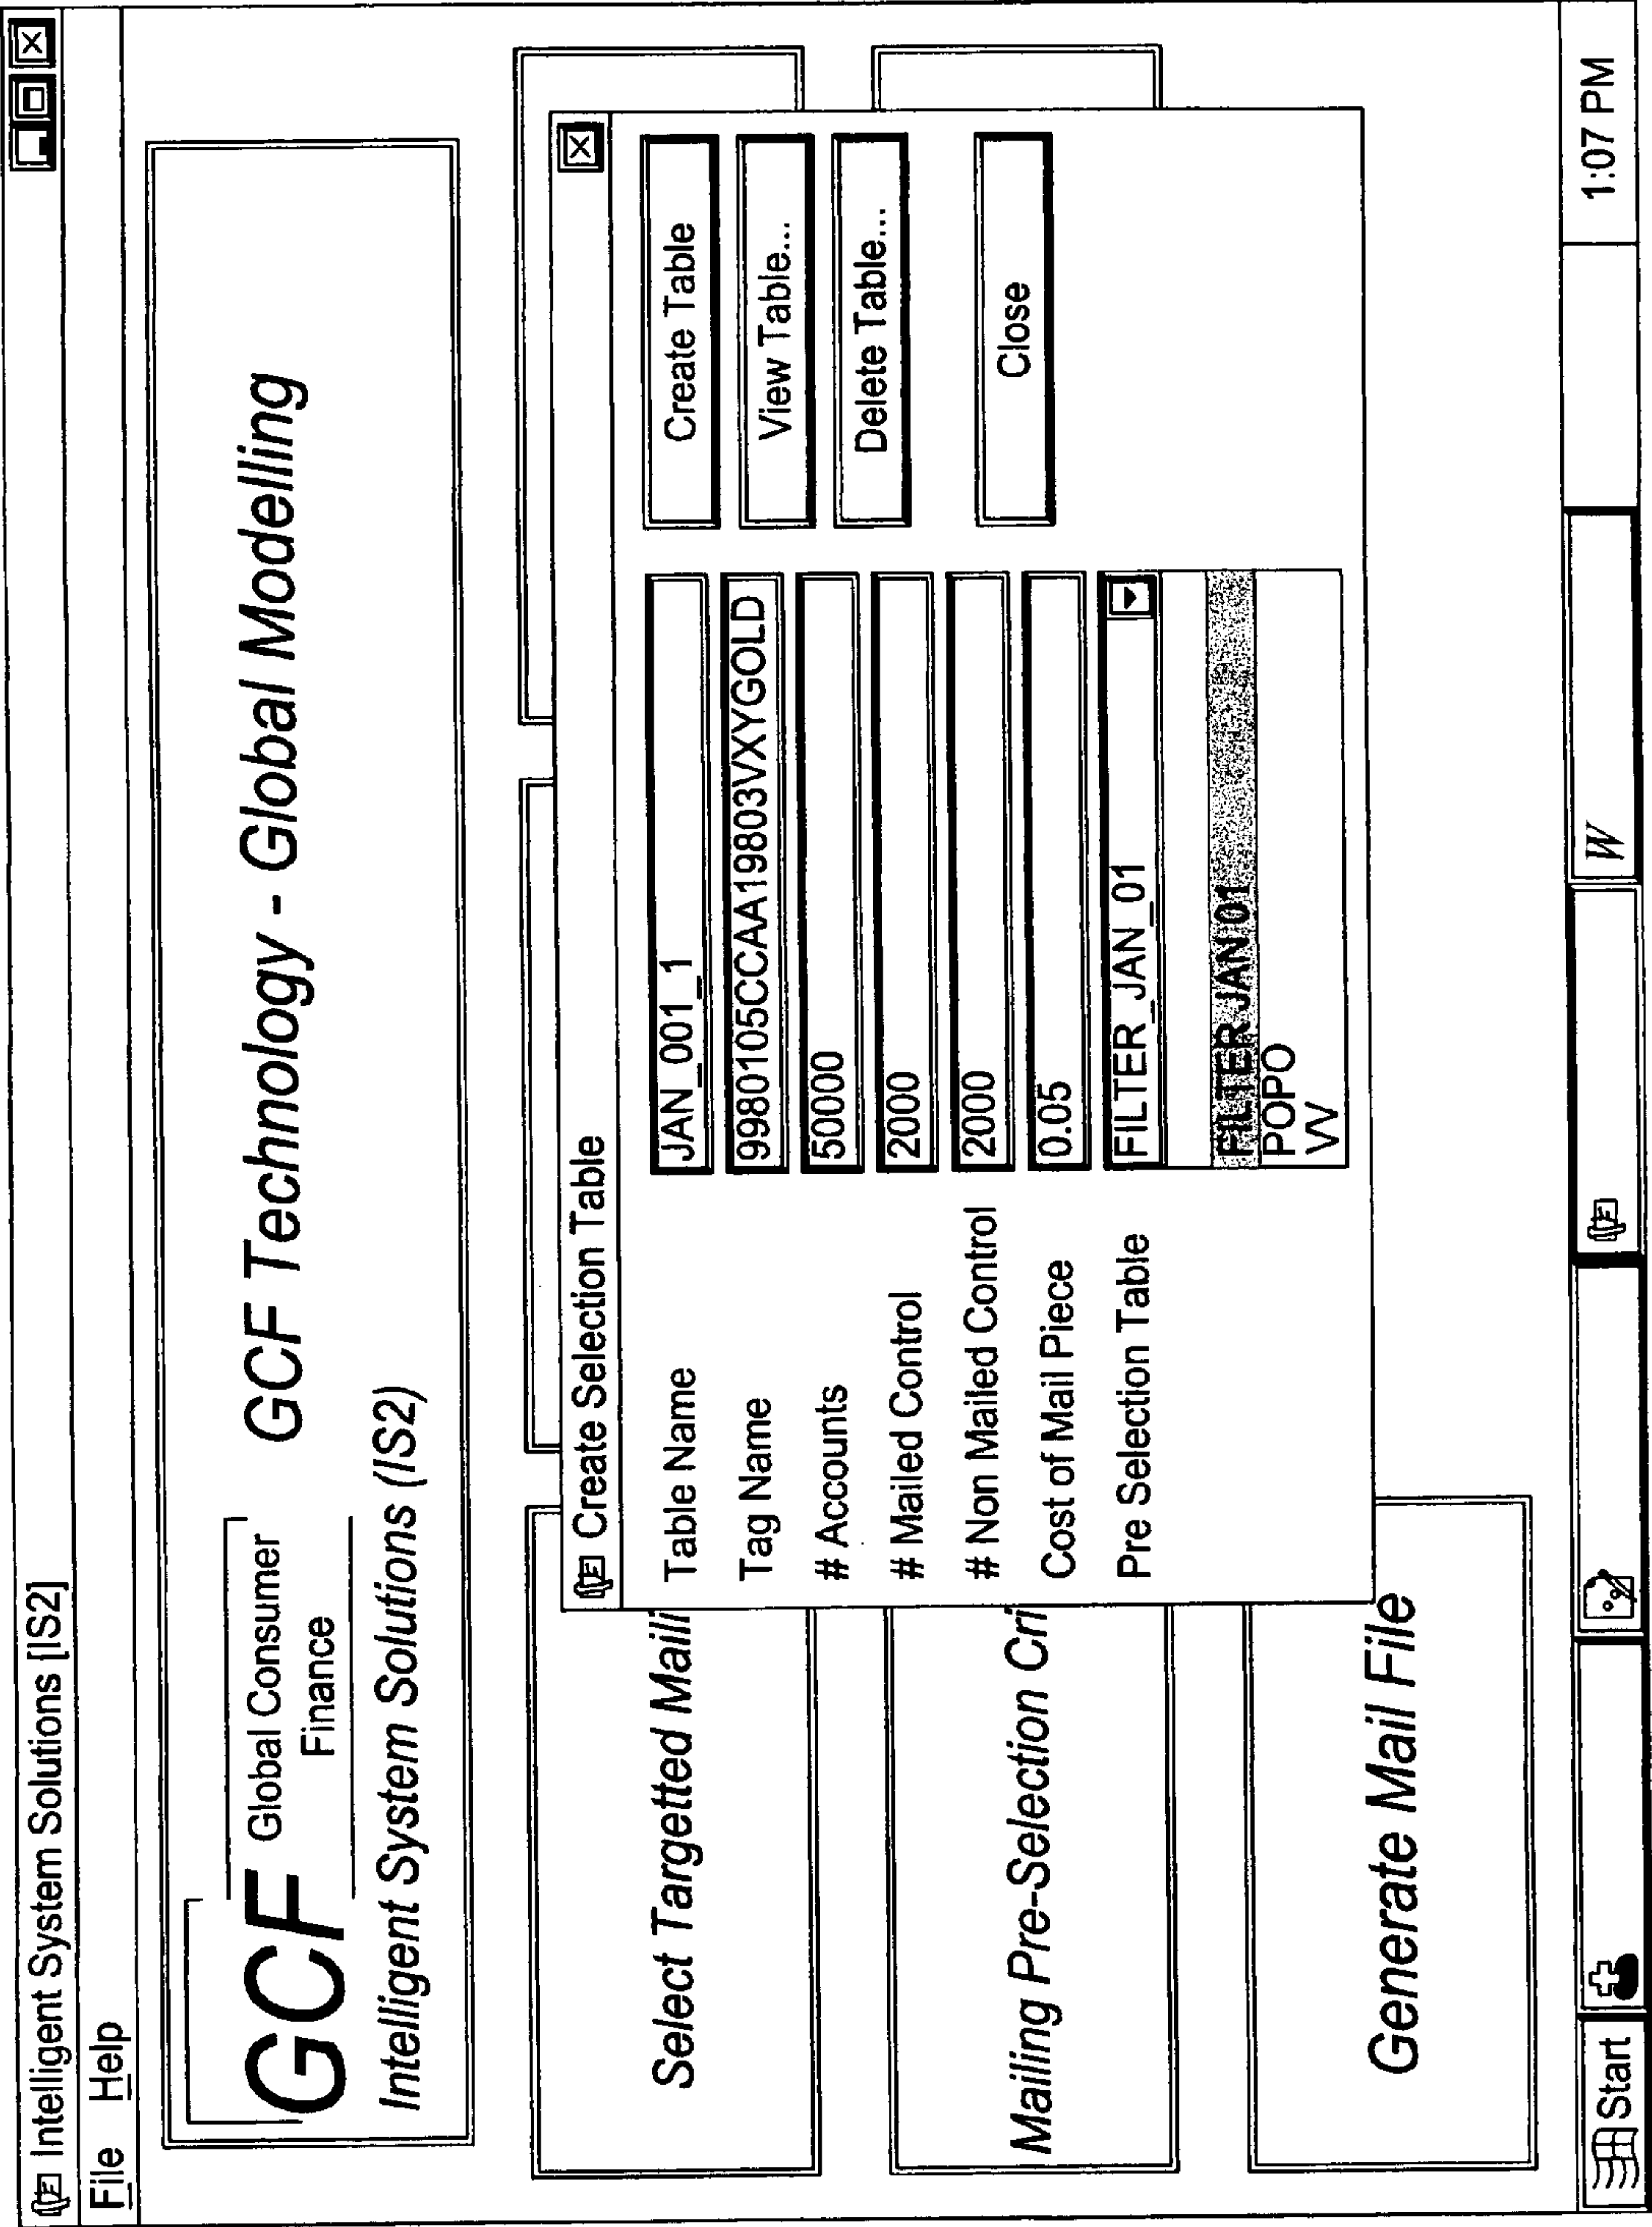 Intelligent System Solutions [IS2]
File Help
GCF Global Consumer Finance
GCF Technology - Global Modelling
Intelligent System Solutions (IS2)
Select Targetted Maili
Mailing Pre-Selection Cri
Generate Mail File
Create Selection Table
Table Name JAN_001_1
Tag Name 9980105CCAA19803VXYGOLD
# Accounts 50000
# Mailed Control 2000
# Non Mailed Control 2000
Cost of Mail Piece 0.05
Pre Selection Table FILTER_JAN_01
FILTER JAN 01
POPO
VV
Create Table
View Table...
Delete Table...
Close
Start
W
1:07 PM